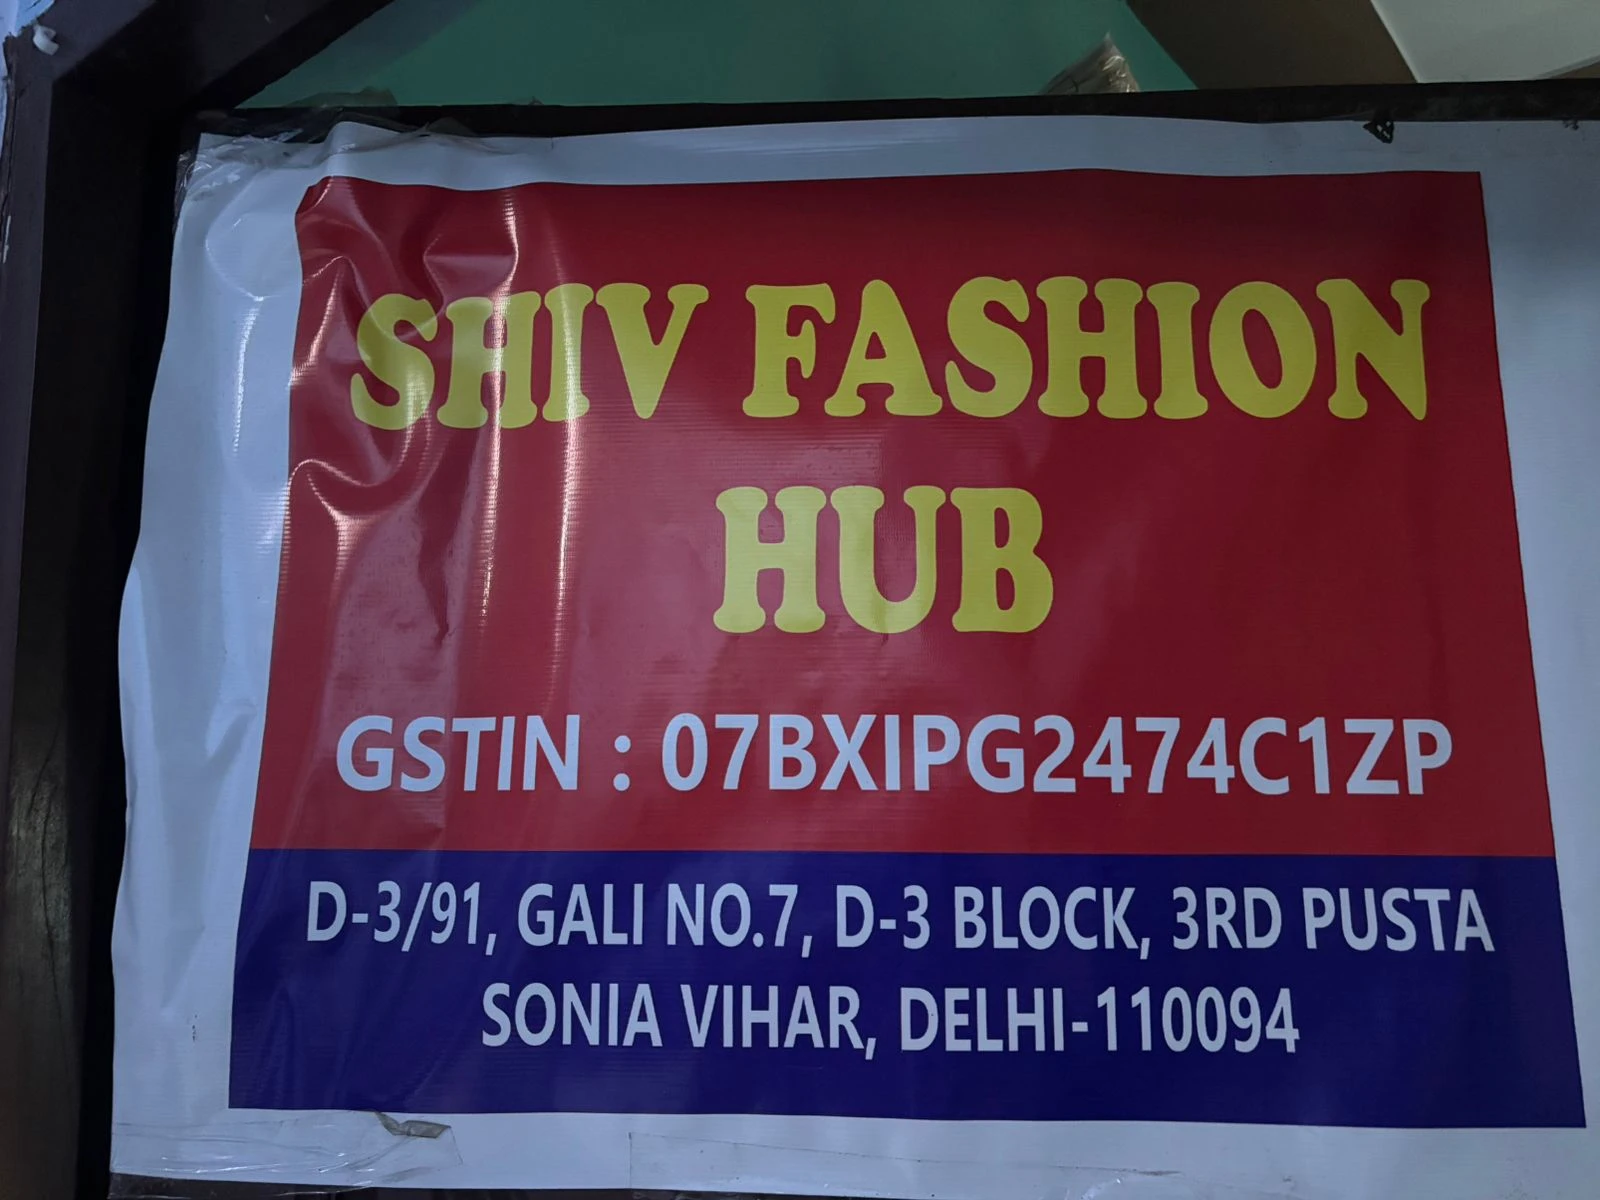 SHIV FASHION
HUB
GSTIN : 07BXIPG2474C1ZP
D-3/91, GALI NO.7, D-3 BLOCK, 3RD PUSTA
SONIA VIHAR, DELHI-110094